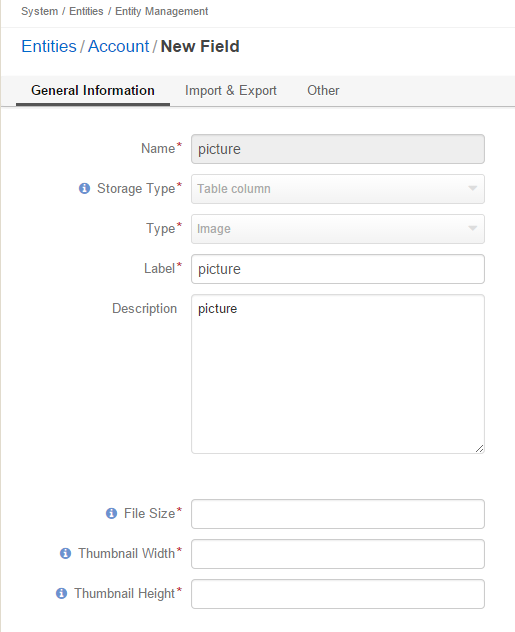 System / Entities / Entity Management
Entities / Account / New Field
General Information Import & Export Other
Name* picture
Storage Type* Table column
Type* Image
Label* picture
Description picture
File Size*
Thumbnail Width*
Thumbnail Height*